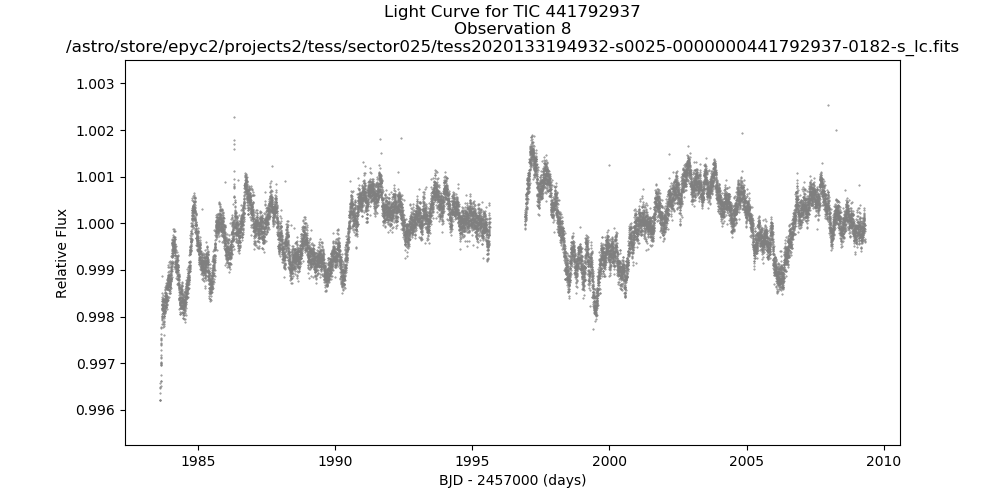 Light Curve for TIC 441792937
Observation 8
/astro/store/epyc2/projects2/tess/sector025/tess2020133194932-s0025-0000000441792937-0182-s_lc.fits
1.003
1.002
1.001
1.000
0.999
0.998
0.997
0.996
Relative Flux
1985
1990
1995
2000
2005
2010
BJD - 2457000 (days)